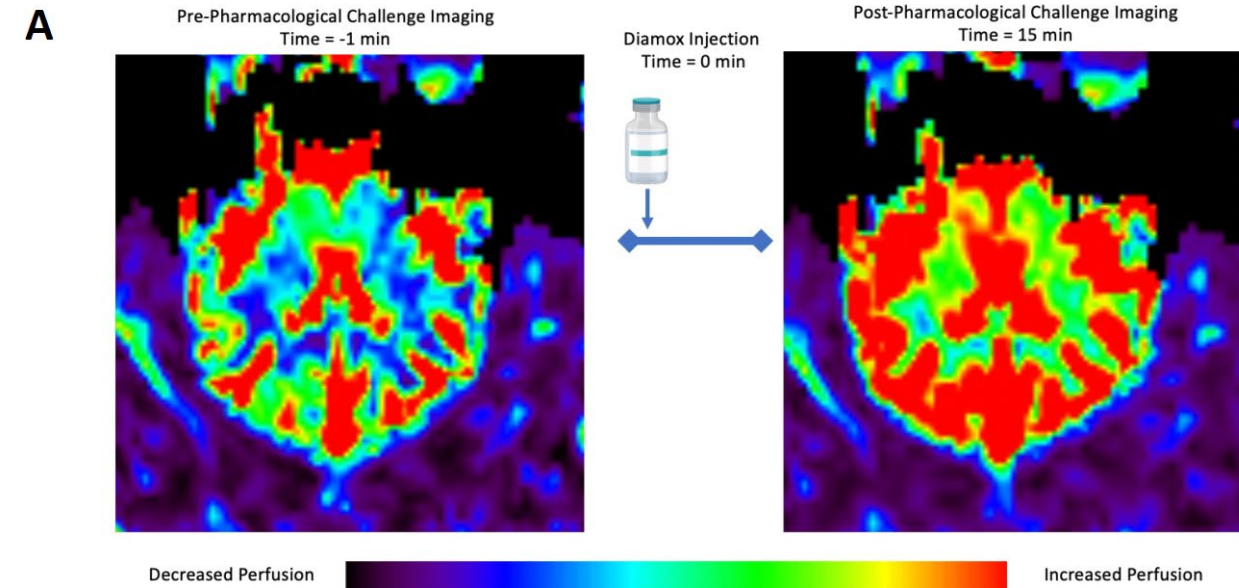 A
Pre-Pharmacological Challenge Imaging
Time = -1 min
Diamox Injection
Time = 0 min
Post-Pharmacological Challenge Imaging
Time = 15 min
Decreased Perfusion
Increased Perfusion